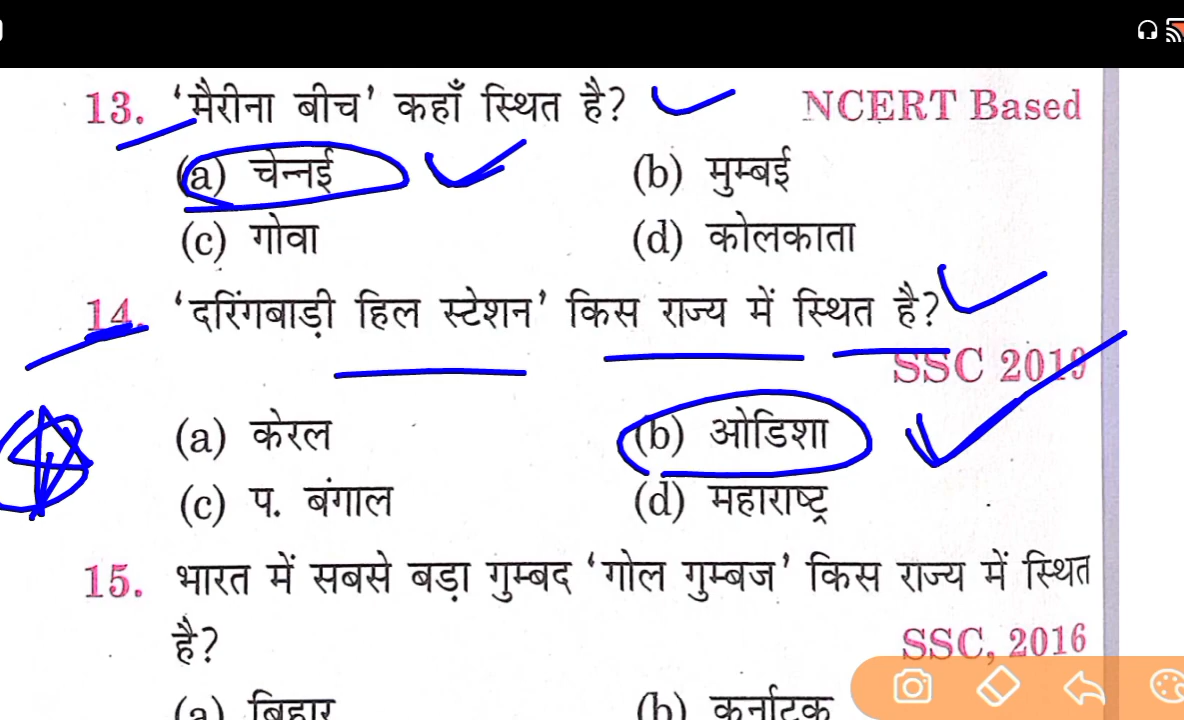 13. 'मैरीना बीच' कहाँ स्थित है? NCERT Based
(a) चेन्नई (b) मुम्बई
(c) गोवा (d) कोलकाता
14. 'दरिंगबाड़ी हिल स्टेशन' किस राज्य में स्थित है?
SSC 2019
(a) केरल (b) ओडिशा
(c) प. बंगाल (d) महाराष्ट्र
15. भारत में सबसे बड़ा गुम्बद 'गोल गुम्बज' किस राज्य में स्थित
है? SSC, 2016
(a) बिहार (b) कर्नाटक